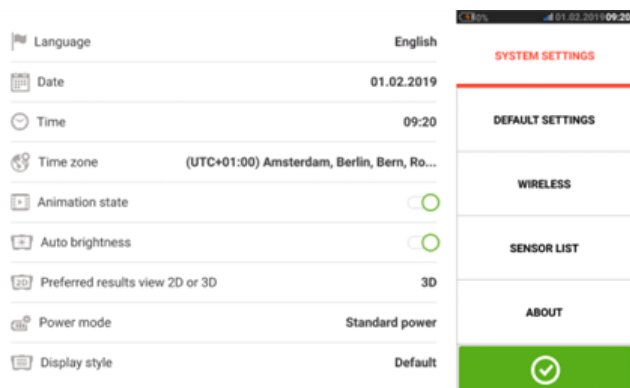 Language English
Date 01.02.2019
Time 09:20
Time zone (UTC+01:00) Amsterdam, Berlin, Bern, Ro...
Animation state
Auto brightness
2D Preferred results view 2D or 3D 3D
Power mode Standard power
Display style Default
01.02.2019 09:20
SYSTEM SETTINGS
DEFAULT SETTINGS
WIRELESS
SENSOR LIST
ABOUT